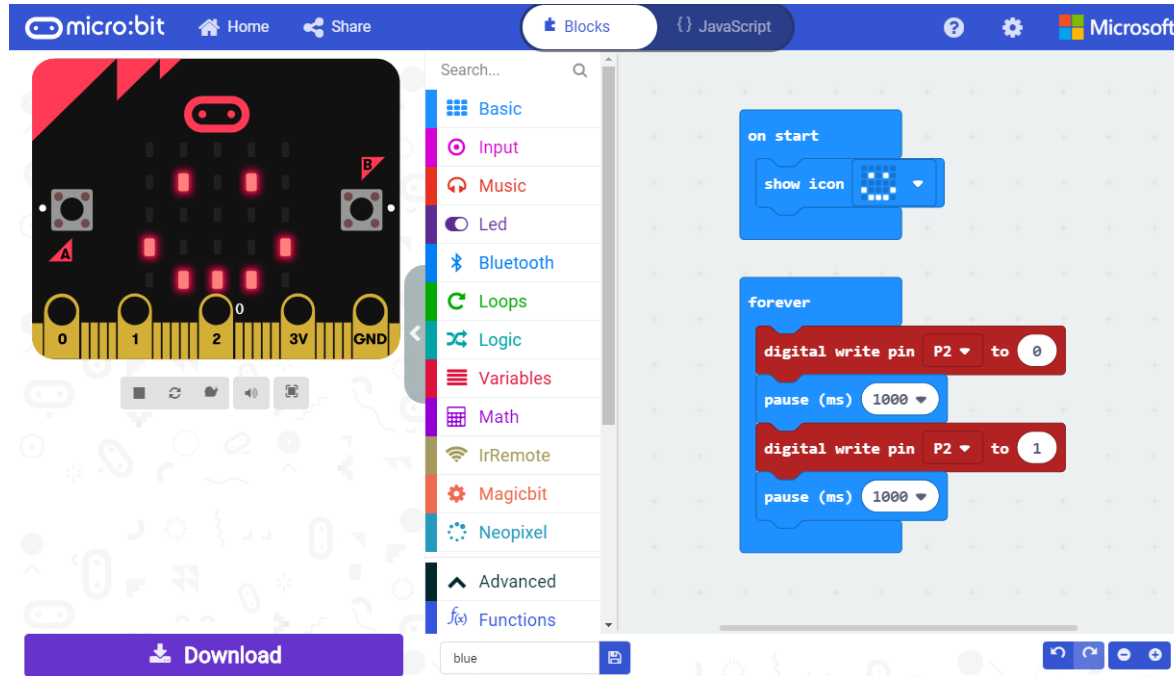 micro:bit Home Share Blocks {} JavaScript ? Microsoft
B
A
0
0 1 2 3V GND
Download
Search...
Basic
Input
Music
Led
Bluetooth
Loops
Logic
Variables
Math
IrRemote
Magicbit
Neopixel
Advanced
f(x) Functions
blue
on start
show icon
forever
digital write pin P2 to 0
pause (ms) 1000
digital write pin P2 to 1
pause (ms) 1000